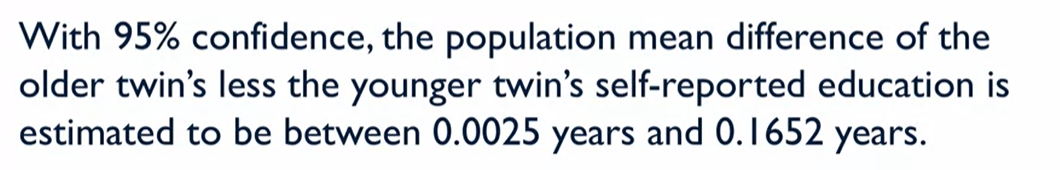 With 95% confidence, the population mean difference of the
older twin’s less the younger twin’s self-reported education is
estimated to be between 0.0025 years and 0.1652 years.